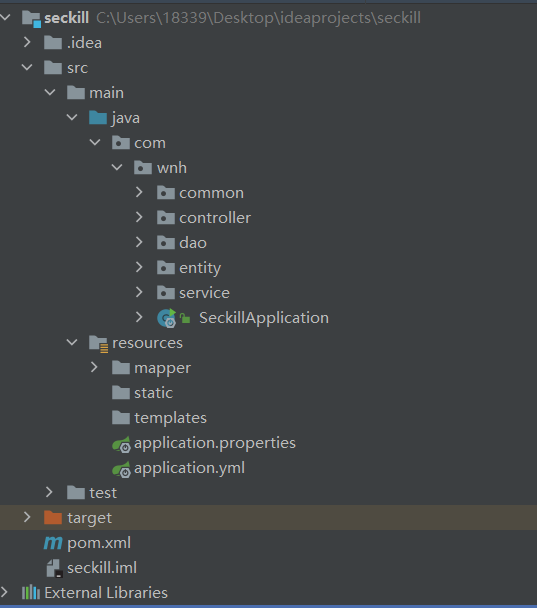 seckill C:\Users\18339\Desktop\ideaprojects\seckill
.idea
src
main
java
com
wnh
common
controller
dao
entity
service
SeckillApplication
resources
mapper
static
templates
application.properties
application.yml
test
target
pom.xml
seckill.iml
External Libraries